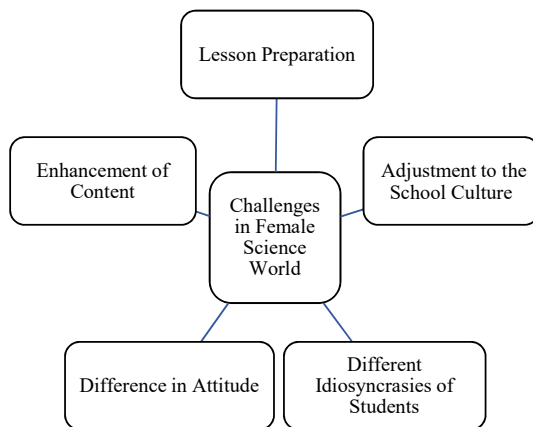 Lesson Preparation
Enhancement of
Content
Adjustment to the
School Culture
Challenges
in Female
Science
World
Difference in Attitude
Different
Idiosyncrasies of
Students